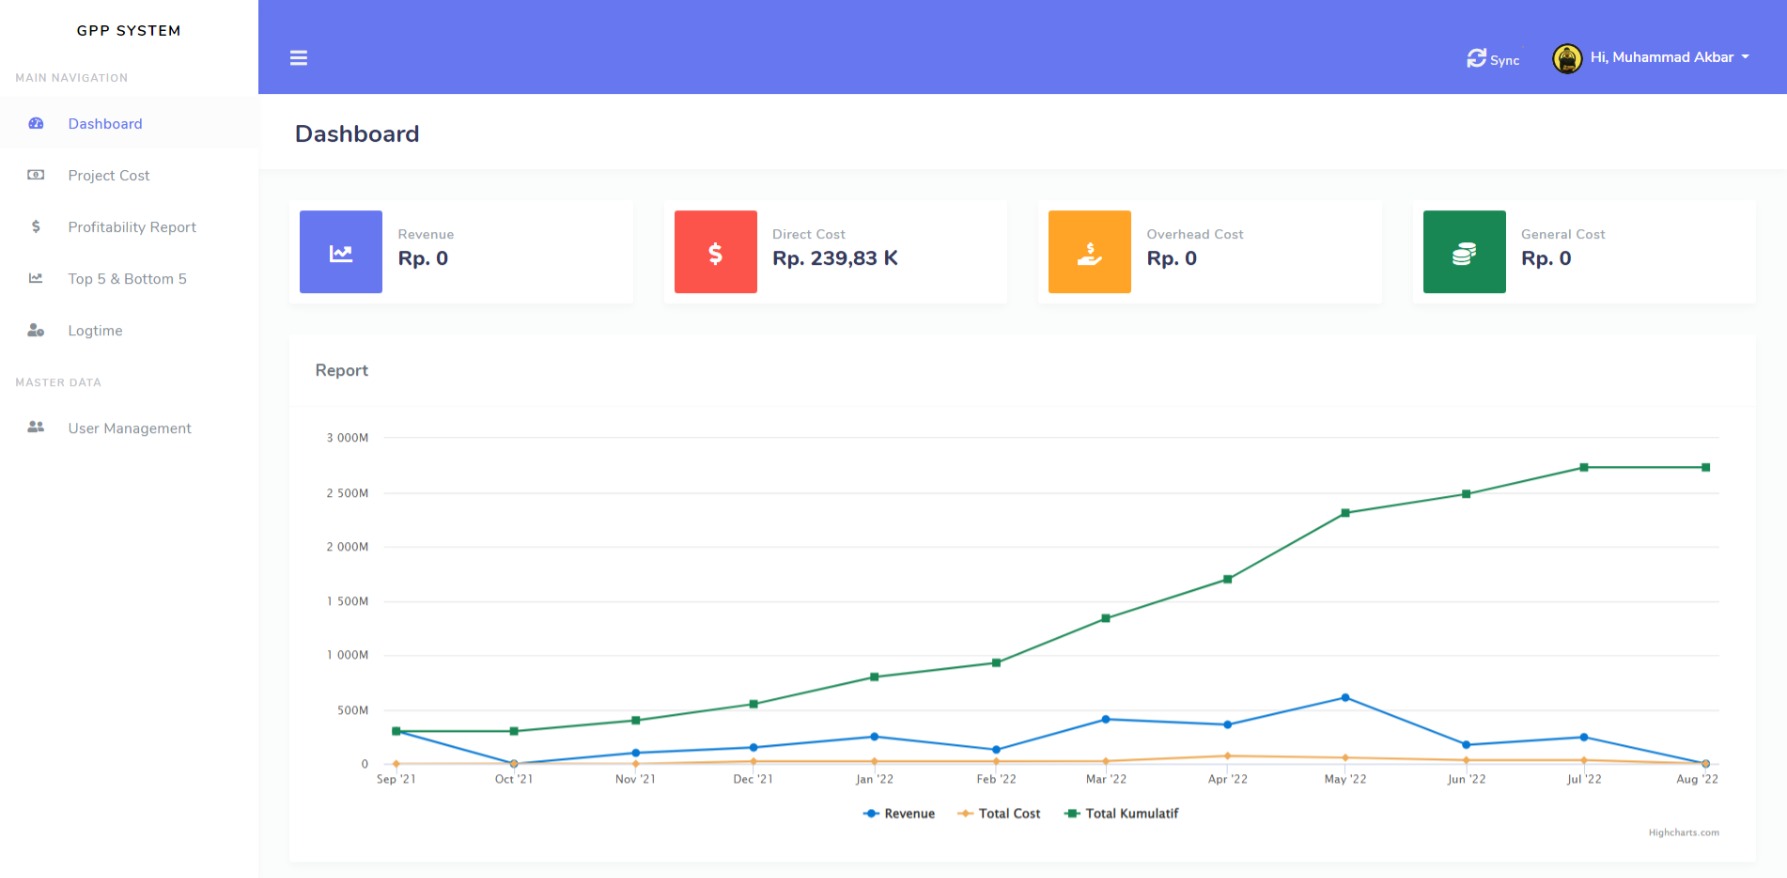 GPP SYSTEM
MAIN NAVIGATION
Dashboard
Project Cost
Profitability Report
Top 5 & Bottom 5
Logtime
MASTER DATA
User Management
Sync
Hi, Muhammad Akbar
Dashboard
Revenue
Rp. 0
Direct Cost
Rp. 239,83 K
Overhead Cost
Rp. 0
General Cost
Rp. 0
Report
3 000M
2 500M
2 000M
1 500M
1 000M
500M
0
Sep '21 Oct '21 Nov '21 Dec '21 Jan '22 Feb '22 Mar '22 Apr '22 May '22 Jun '22 Jul '22 Aug '22
Revenue Total Cost Total Kumulatif
Highcharts.com